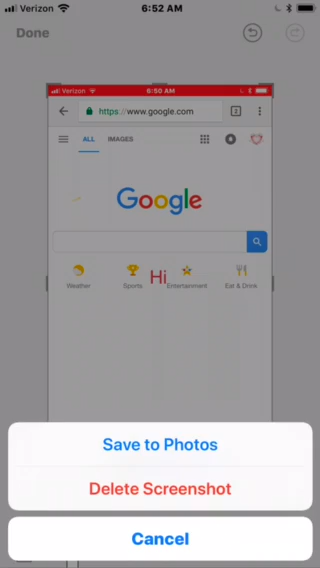 Verizon 6:52 AM
Done
Verizon 6:50 AM
https://www.google.com 1
ALL IMAGES
Google
Hi
Weather Sports Entertainment Eat & Drink
Save to Photos
Delete Screenshot
Cancel